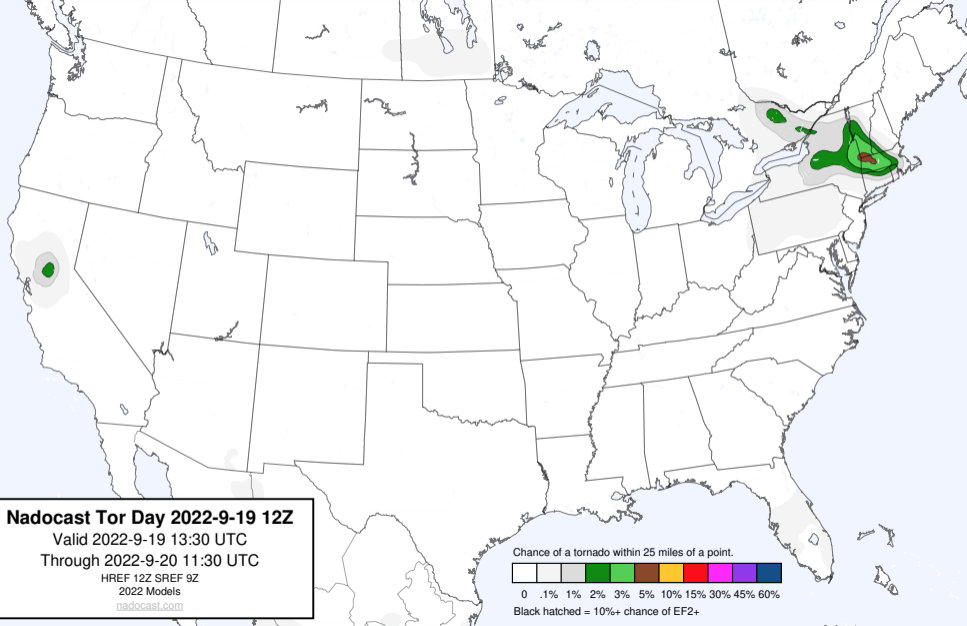 Nadocast Tor Day 2022-9-19 12Z
Valid 2022-9-19 13:30 UTC
Through 2022-9-20 11:30 UTC
HREF 12Z SREF 9Z
2022 Models
nadocast.com
Chance of a tornado within 25 miles of a point.
0 .1% 1% 2% 3% 5% 10% 15% 30% 45% 60%
Black hatched = 10%+ chance of EF2+